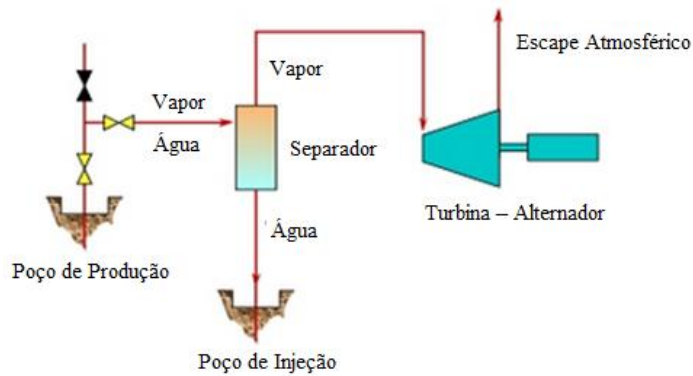 Escape Atmosférico
Vapor
Vapor
Água
Separador
Turbina – Alternador
Água
Poço de Produção
Poço de Injeção